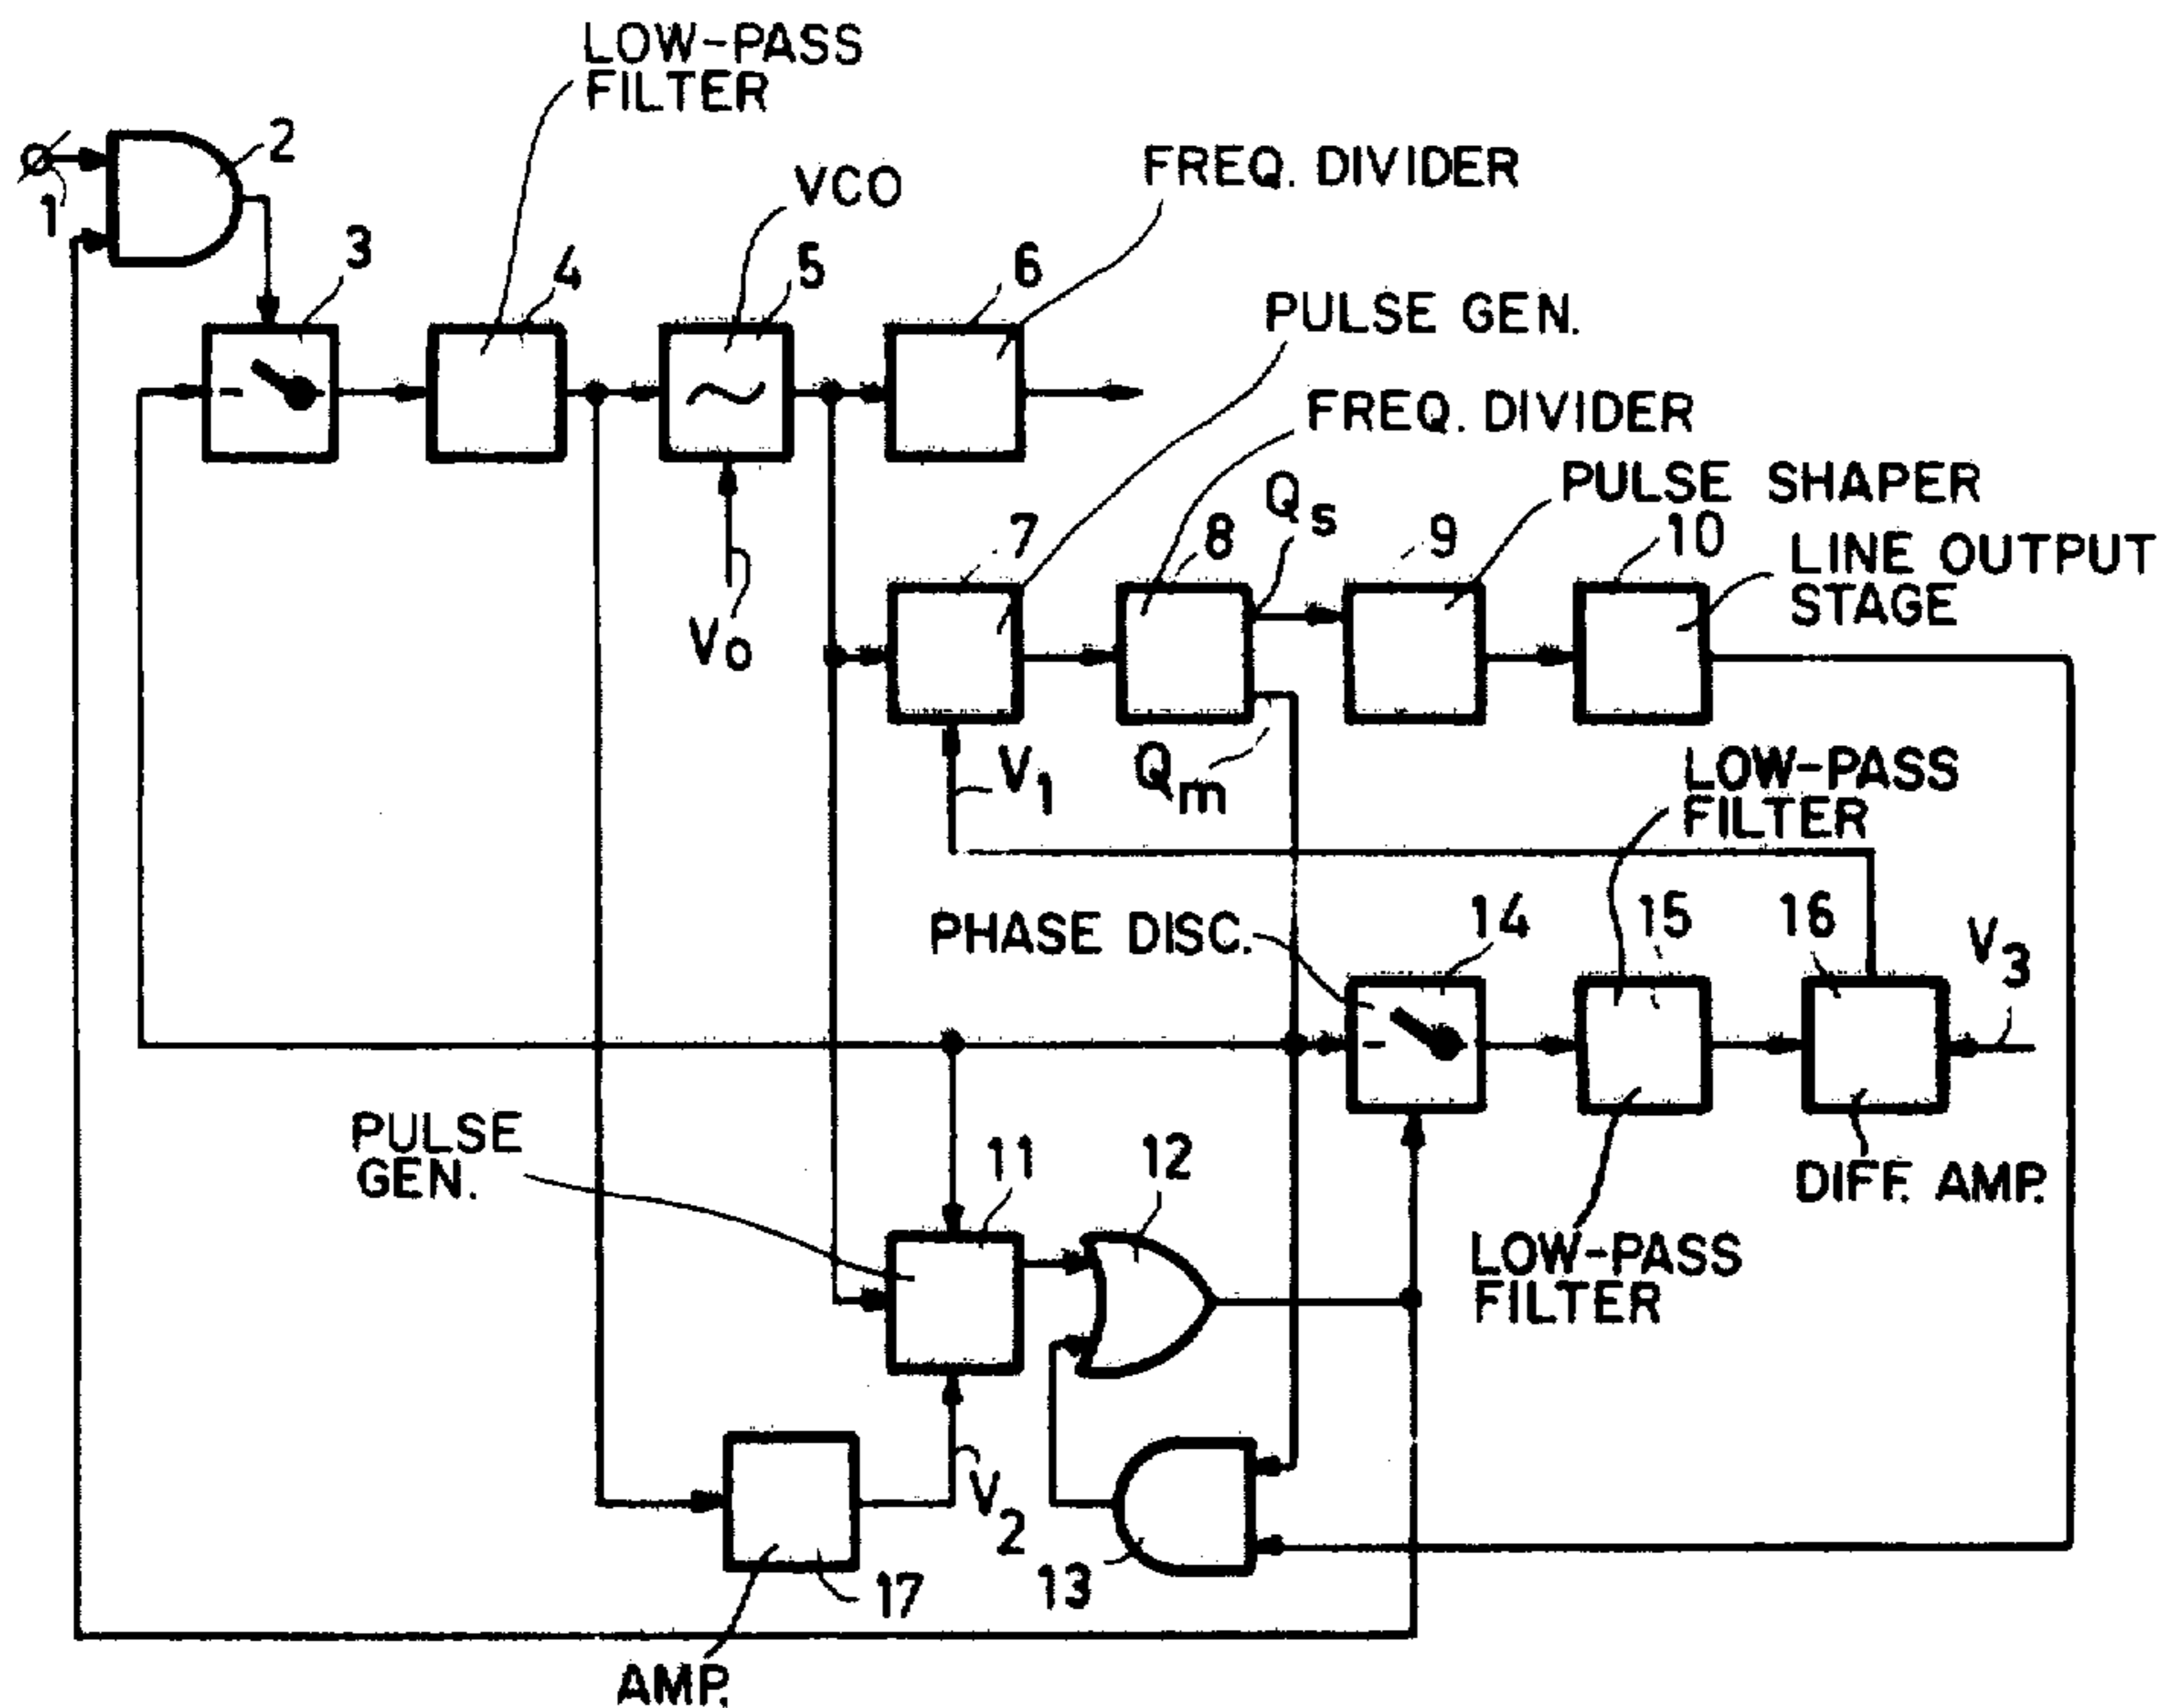 LOW-PASS
FILTER
2
1
VCO
FREQ. DIVIDER
3
4
5
6
PULSE GEN.
FREQ. DIVIDER
PULSE SHAPER
Qs
7
8
9
10
LINE OUTPUT
STAGE
Vo
V1
Qm
LOW-PASS
FILTER
PHASE DISC.
14
15
16
V3
PULSE
GEN.
11
12
DIFF. AMP.
LOW-PASS
FILTER
V2
13
17
AMP.